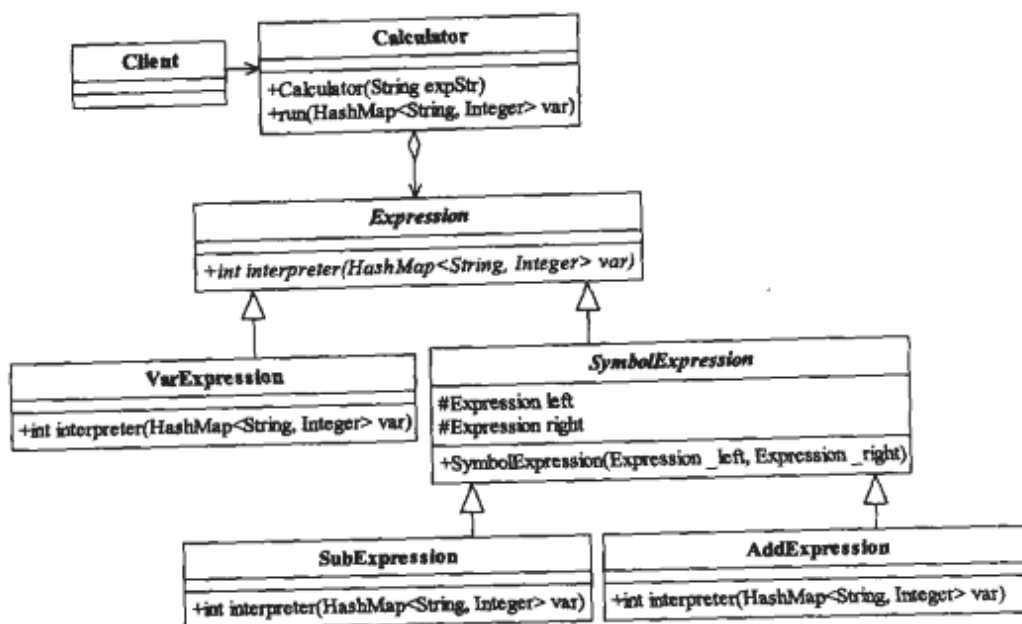 Client
Calculator
+Calculator(String expStr)
+run(HashMap<String, Integer> var)
Expression
+int interpreter(HashMap<String, Integer> var)
VarExpression
+int interpreter(HashMap<String, Integer> var)
SymbolExpression
#Expression left
#Expression right
+SymbolExpression(Expression _left, Expression _right)
SubExpression
+int interpreter(HashMap<String, Integer> var)
AddExpression
+int interpreter(HashMap<String, Integer> var)